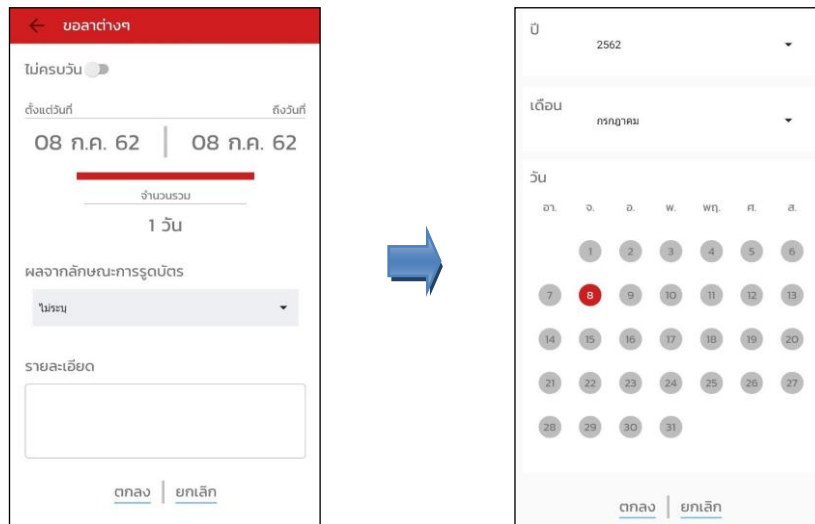 ขอลาต่างๆ
ไม่ครบวัน
ตั้งแต่วันที่ ถึงวันที่
08 ก.ค. 62 08 ก.ค. 62
จำนวนรวม
1 วัน
ผลจากลักษณะการรูดบัตร
ไม่ระบุ
รายละเอียด
ตกลง ยกเลิก
ปี
2562
เดือน
กรกฎาคม
วัน
อา. จ. อ. พ. พฤ. ศ. ส.
1 2 3 4 5 6
7 8 9 10 11 12 13
14 15 16 17 18 19 20
21 22 23 24 25 26 27
28 29 30 31
ตกลง ยกเลิก